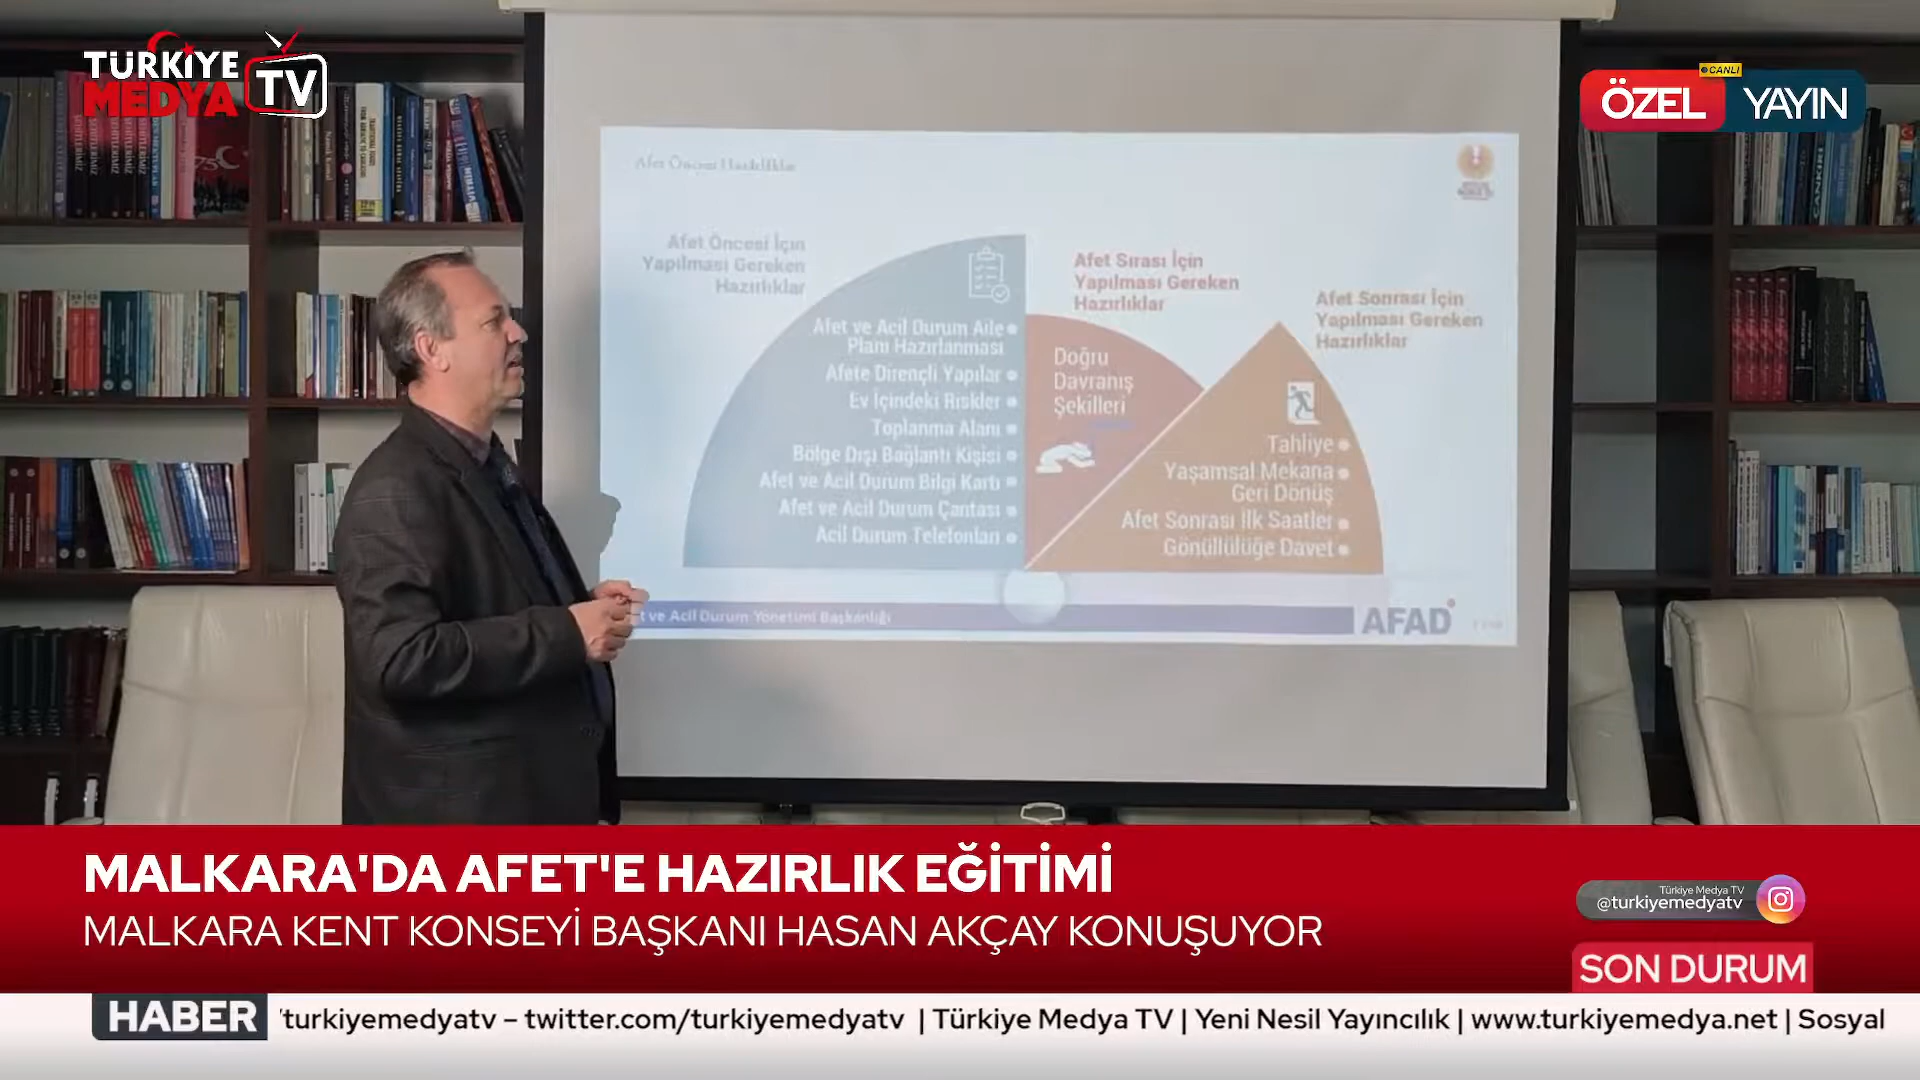 TÜRKİYE
MEDYA TV
CANLI
ÖZEL YAYIN
Afet Öncesi Hazırlıklar
Afet Öncesi İçin
Yapılması Gereken
Hazırlıklar
Afet ve Acil Durum Aile
Planı Hazırlanması
Afete Dirençli Yapılar
Ev İçindeki Riskler
Toplanma Alanı
Bölge Dışı Bağlantı Kişisi
Afet ve Acil Durum Bilgi Kartı
Afet ve Acil Durum Çantası
Acil Durum Telefonları
Afet Sırası İçin
Yapılması Gereken
Hazırlıklar
Doğru
Davranış
Şekilleri
Afet Sonrası İçin
Yapılması Gereken
Hazırlıklar
Tahliye
Yaşamsal Mekana
Geri Dönüş
Afet Sonrası İlk Saatler
Gönüllülüğe Davet
t ve Acil Durum Yönetimi Başkanlığı
AFAD
MALKARA'DA AFET'E HAZIRLIK EĞİTİMİ
MALKARA KENT KONSEYİ BAŞKANI HASAN AKÇAY KONUŞUYOR
Türkiye Medya TV
@turkiyemedyatv
SON DURUM
HABER
'turkiyemedyatv – twitter.com/turkiyemedyatv | Türkiye Medya TV | Yeni Nesil Yayıncılık | www.turkiyemedya.net | Sosyal